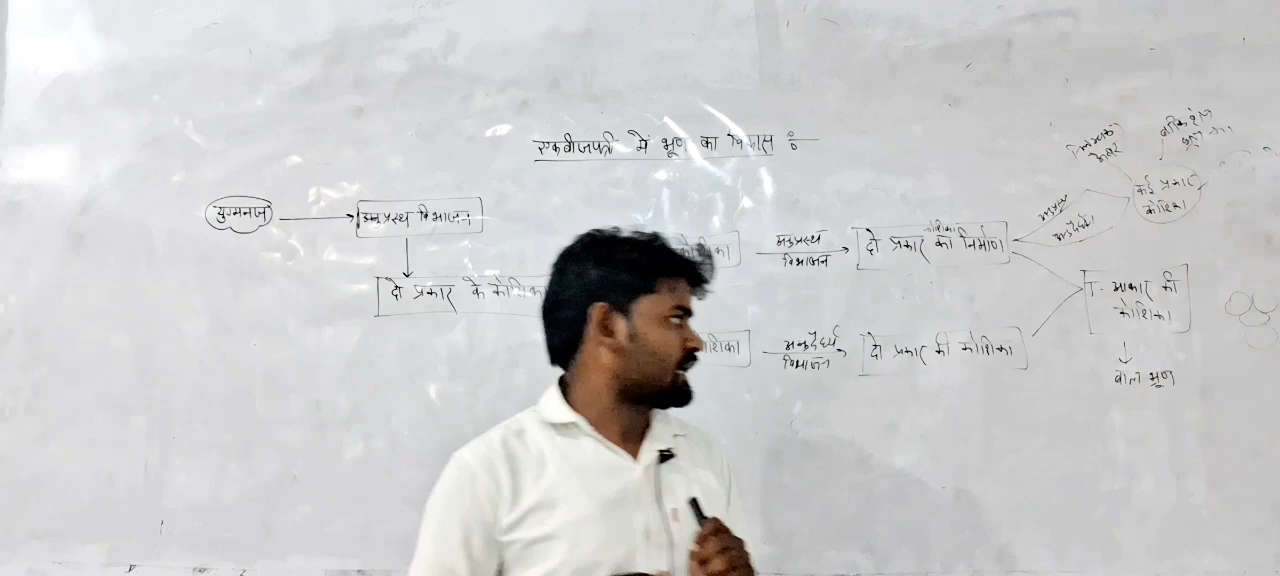 एकबीजपत्री में भ्रूण का विकास :-
युग्मनज
अनुप्रस्थ विभाजन
दो प्रकार के कोशिका
कोशिका
अनुप्रस्थ
विभाजन
कोशिका
दो प्रकार का निर्माण
कई प्रकार
कोशिका
शिका
अनुदैर्ध्य
विभाजन
दो प्रकार की कोशिका
T- आकार की
कोशिका
बाल भ्रूण